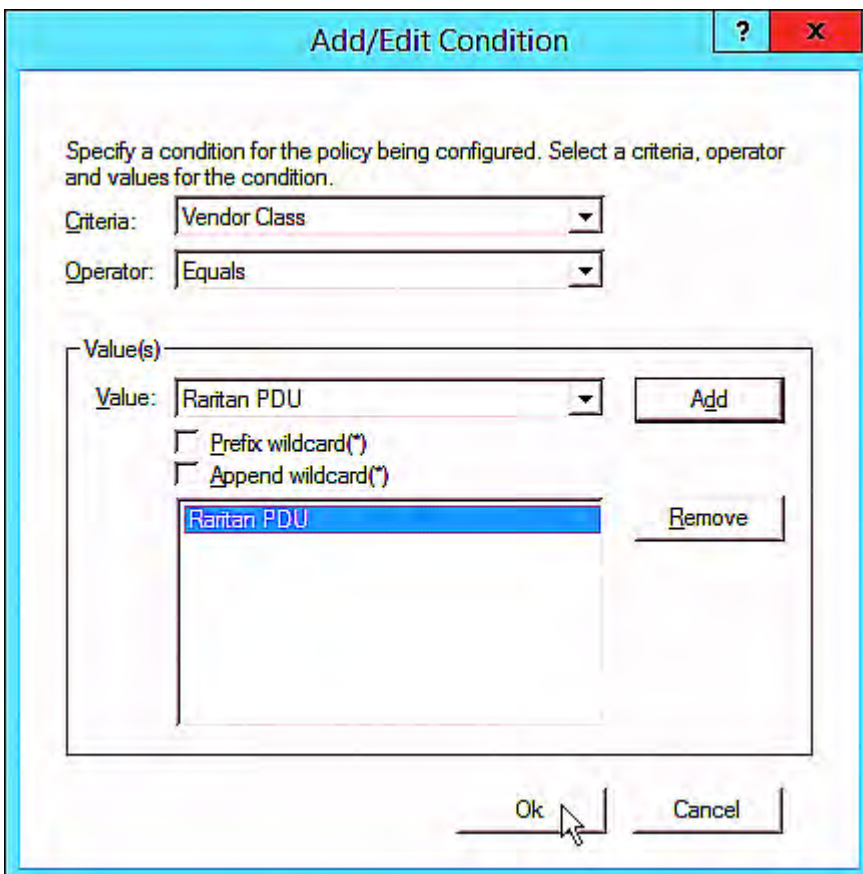 Add/Edit Condition
?
x
Specify a condition for the policy being configured. Select a criteria, operator
and values for the condition.
Criteria: Vendor Class
Operator: Equals
Value(s)
Value: Raritan PDU Add
Prefix wildcard(*)
Append wildcard(*)
Raritan PDU Remove
Ok Cancel